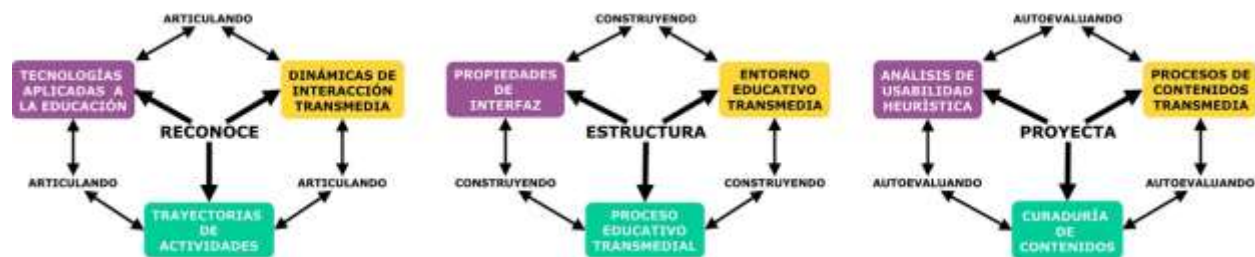 ARTICULANDO
TECNOLOGÍAS
APLICADAS A
LA EDUCACIÓN
DINÁMICAS DE
INTERACCIÓN
TRANSMEDIA
RECONOCE
ARTICULANDO
ARTICULANDO
TRAYECTORIAS
DE
ACTIVIDADES
CONSTRUYENDO
PROPIEDADES
DE
INTERFAZ
ENTORNO
EDUCATIVO
TRANSMEDIA
ESTRUCTURA
CONSTRUYENDO
CONSTRUYENDO
PROCESO
EDUCATIVO
TRANSMEDIAL
AUTOEVALUANDO
ANÁLISIS DE
USABILIDAD
HEURÍSTICA
PROCESOS DE
CONTENIDOS
TRANSMEDIA
PROYECTA
AUTOEVALUANDO
AUTOEVALUANDO
CURADURÍA
DE
CONTENIDOS